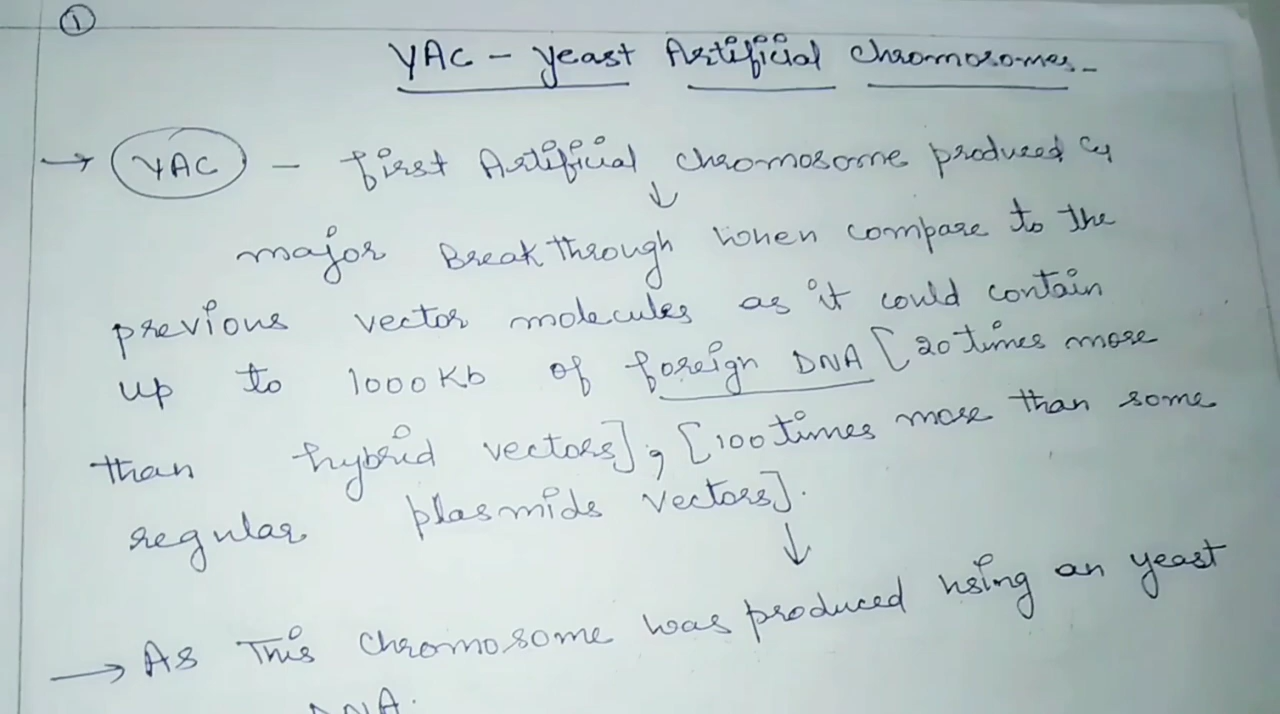 ①
YAC - Yeast Artificial Chromosomes -
→ YAC - first Artificial chromosome produced
↓
major Breakthrough when compare to the
previous vector molecules as it could contain
up to 1000Kb of foreign DNA [20 times more
than hybrid vectors], [100 times more than some
regular plasmids vectors].
↓
→ As This chromosome was produced using an yeast
DNA.